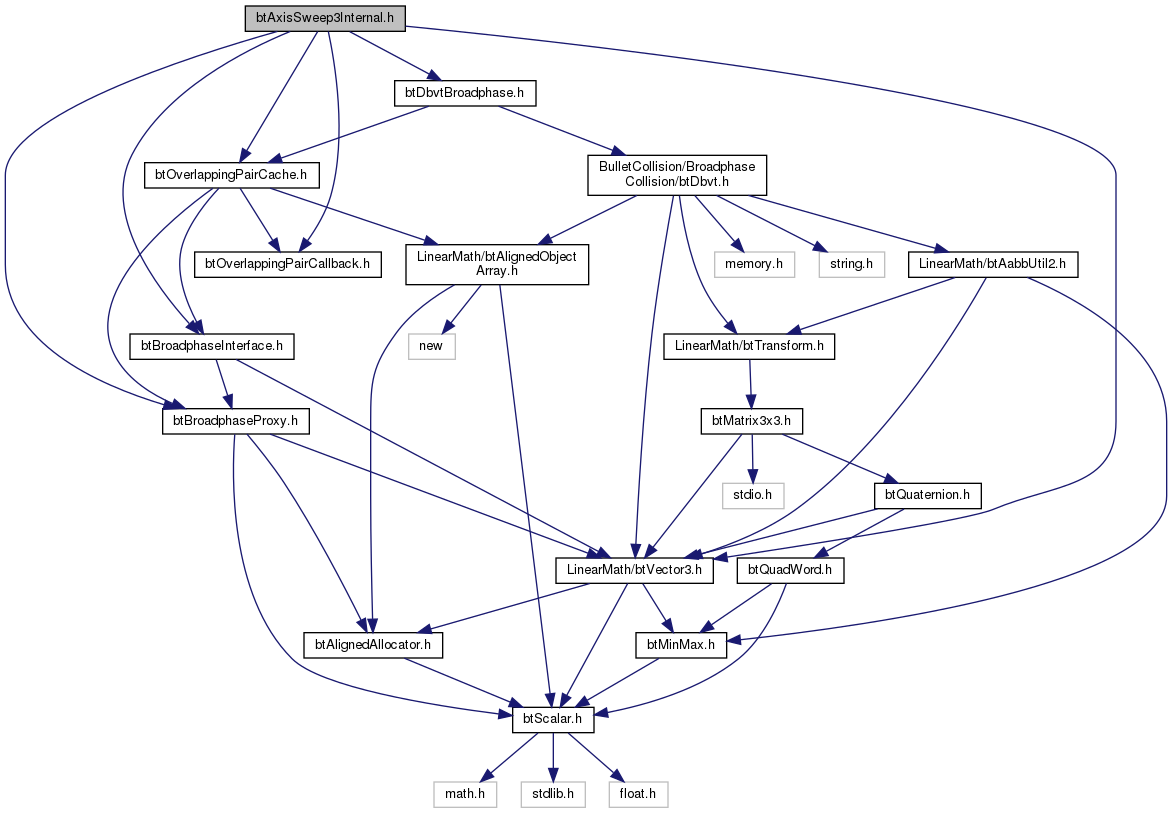 btAxisSweep3Internal.h
btDbvtBroadphase.h
btOverlappingPairCache.h
BulletCollision/Broadphase
Collision/btDbvt.h
btOverlappingPairCallback.h
LinearMath/btAlignedObject
Array.h
memory.h
string.h
LinearMath/btAabbUtil2.h
btBroadphaseInterface.h
new
LinearMath/btTransform.h
btBroadphaseProxy.h
btMatrix3x3.h
stdio.h
btQuaternion.h
LinearMath/btVector3.h
btQuadWord.h
btAlignedAllocator.h
btMinMax.h
btScalar.h
math.h
stdlib.h
float.h